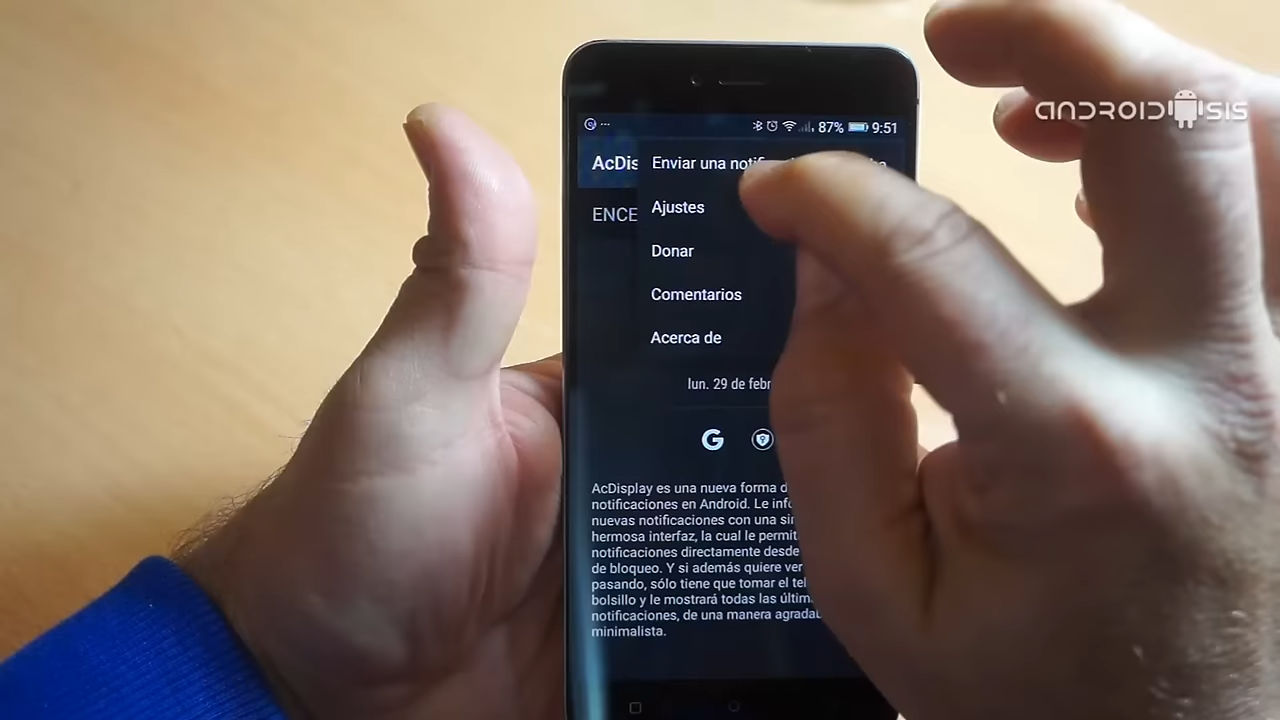 ANDROIDSIS
87% 9:51
AcDis
Enviar una notif
ENCE
Ajustes
Donar
Comentarios
Acerca de
lun. 29 de febr
G
AcDisplay es una nueva forma d
notificaciones en Android. Le info
nuevas notificaciones con una sim
hermosa interfaz, la cual le permit
notificaciones directamente desde
de bloqueo. Y si además quiere ver
pasando, sólo tiene que tomar el tel
bolsillo y le mostrará todas las últim
notificaciones, de una manera agradab
minimalista.